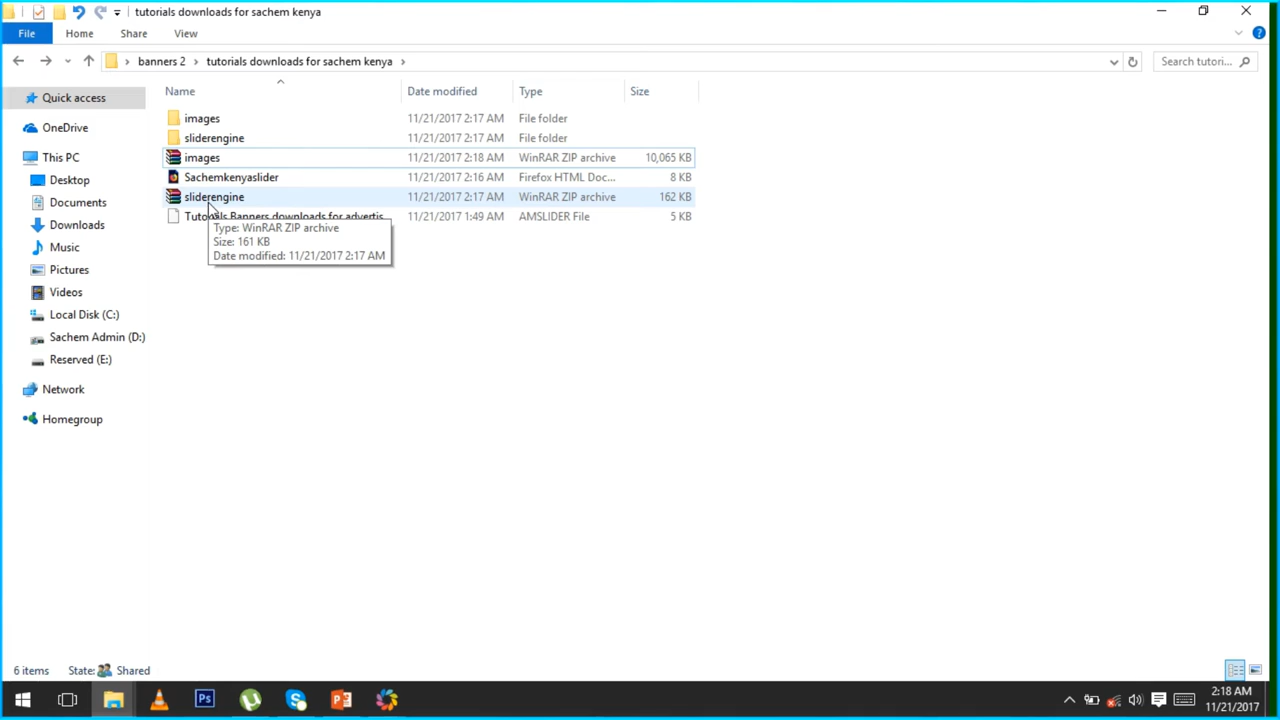 tutorials downloads for sachem kenya
File Home Share View
banners 2 tutorials downloads for sachem kenya Search tutori...
Name Date modified Type Size
Quick access
OneDrive
This PC
Desktop
Documents
Downloads
Music
Pictures
Videos
Local Disk (C:)
Sachem Admin (D:)
Reserved (E:)
Network
Homegroup
images 11/21/2017 2:17 AM File folder
sliderengine 11/21/2017 2:17 AM File folder
images 11/21/2017 2:18 AM WinRAR ZIP archive 10,065 KB
Sachemkenyaslider 11/21/2017 2:16 AM Firefox HTML Doc... 8 KB
sliderengine 11/21/2017 2:17 AM WinRAR ZIP archive 162 KB
Tutorials Banners downloads for advertis... 11/21/2017 1:49 AM AMSLIDER File 5 KB
Type: WinRAR ZIP archive
Size: 161 KB
Date modified: 11/21/2017 2:17 AM
6 items State: Shared
2:18 AM
11/21/2017